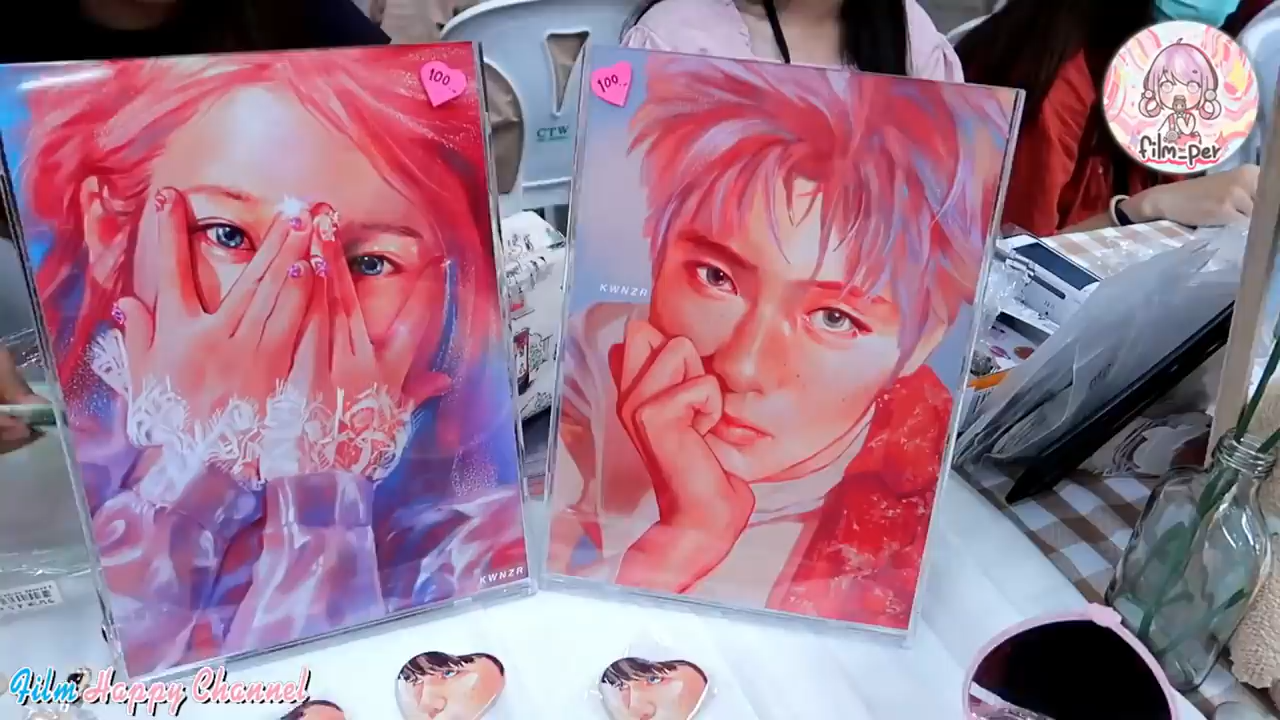 100.-
100.-
film-per
CTW
KWNZR
KWNZR
Film Happy Channel